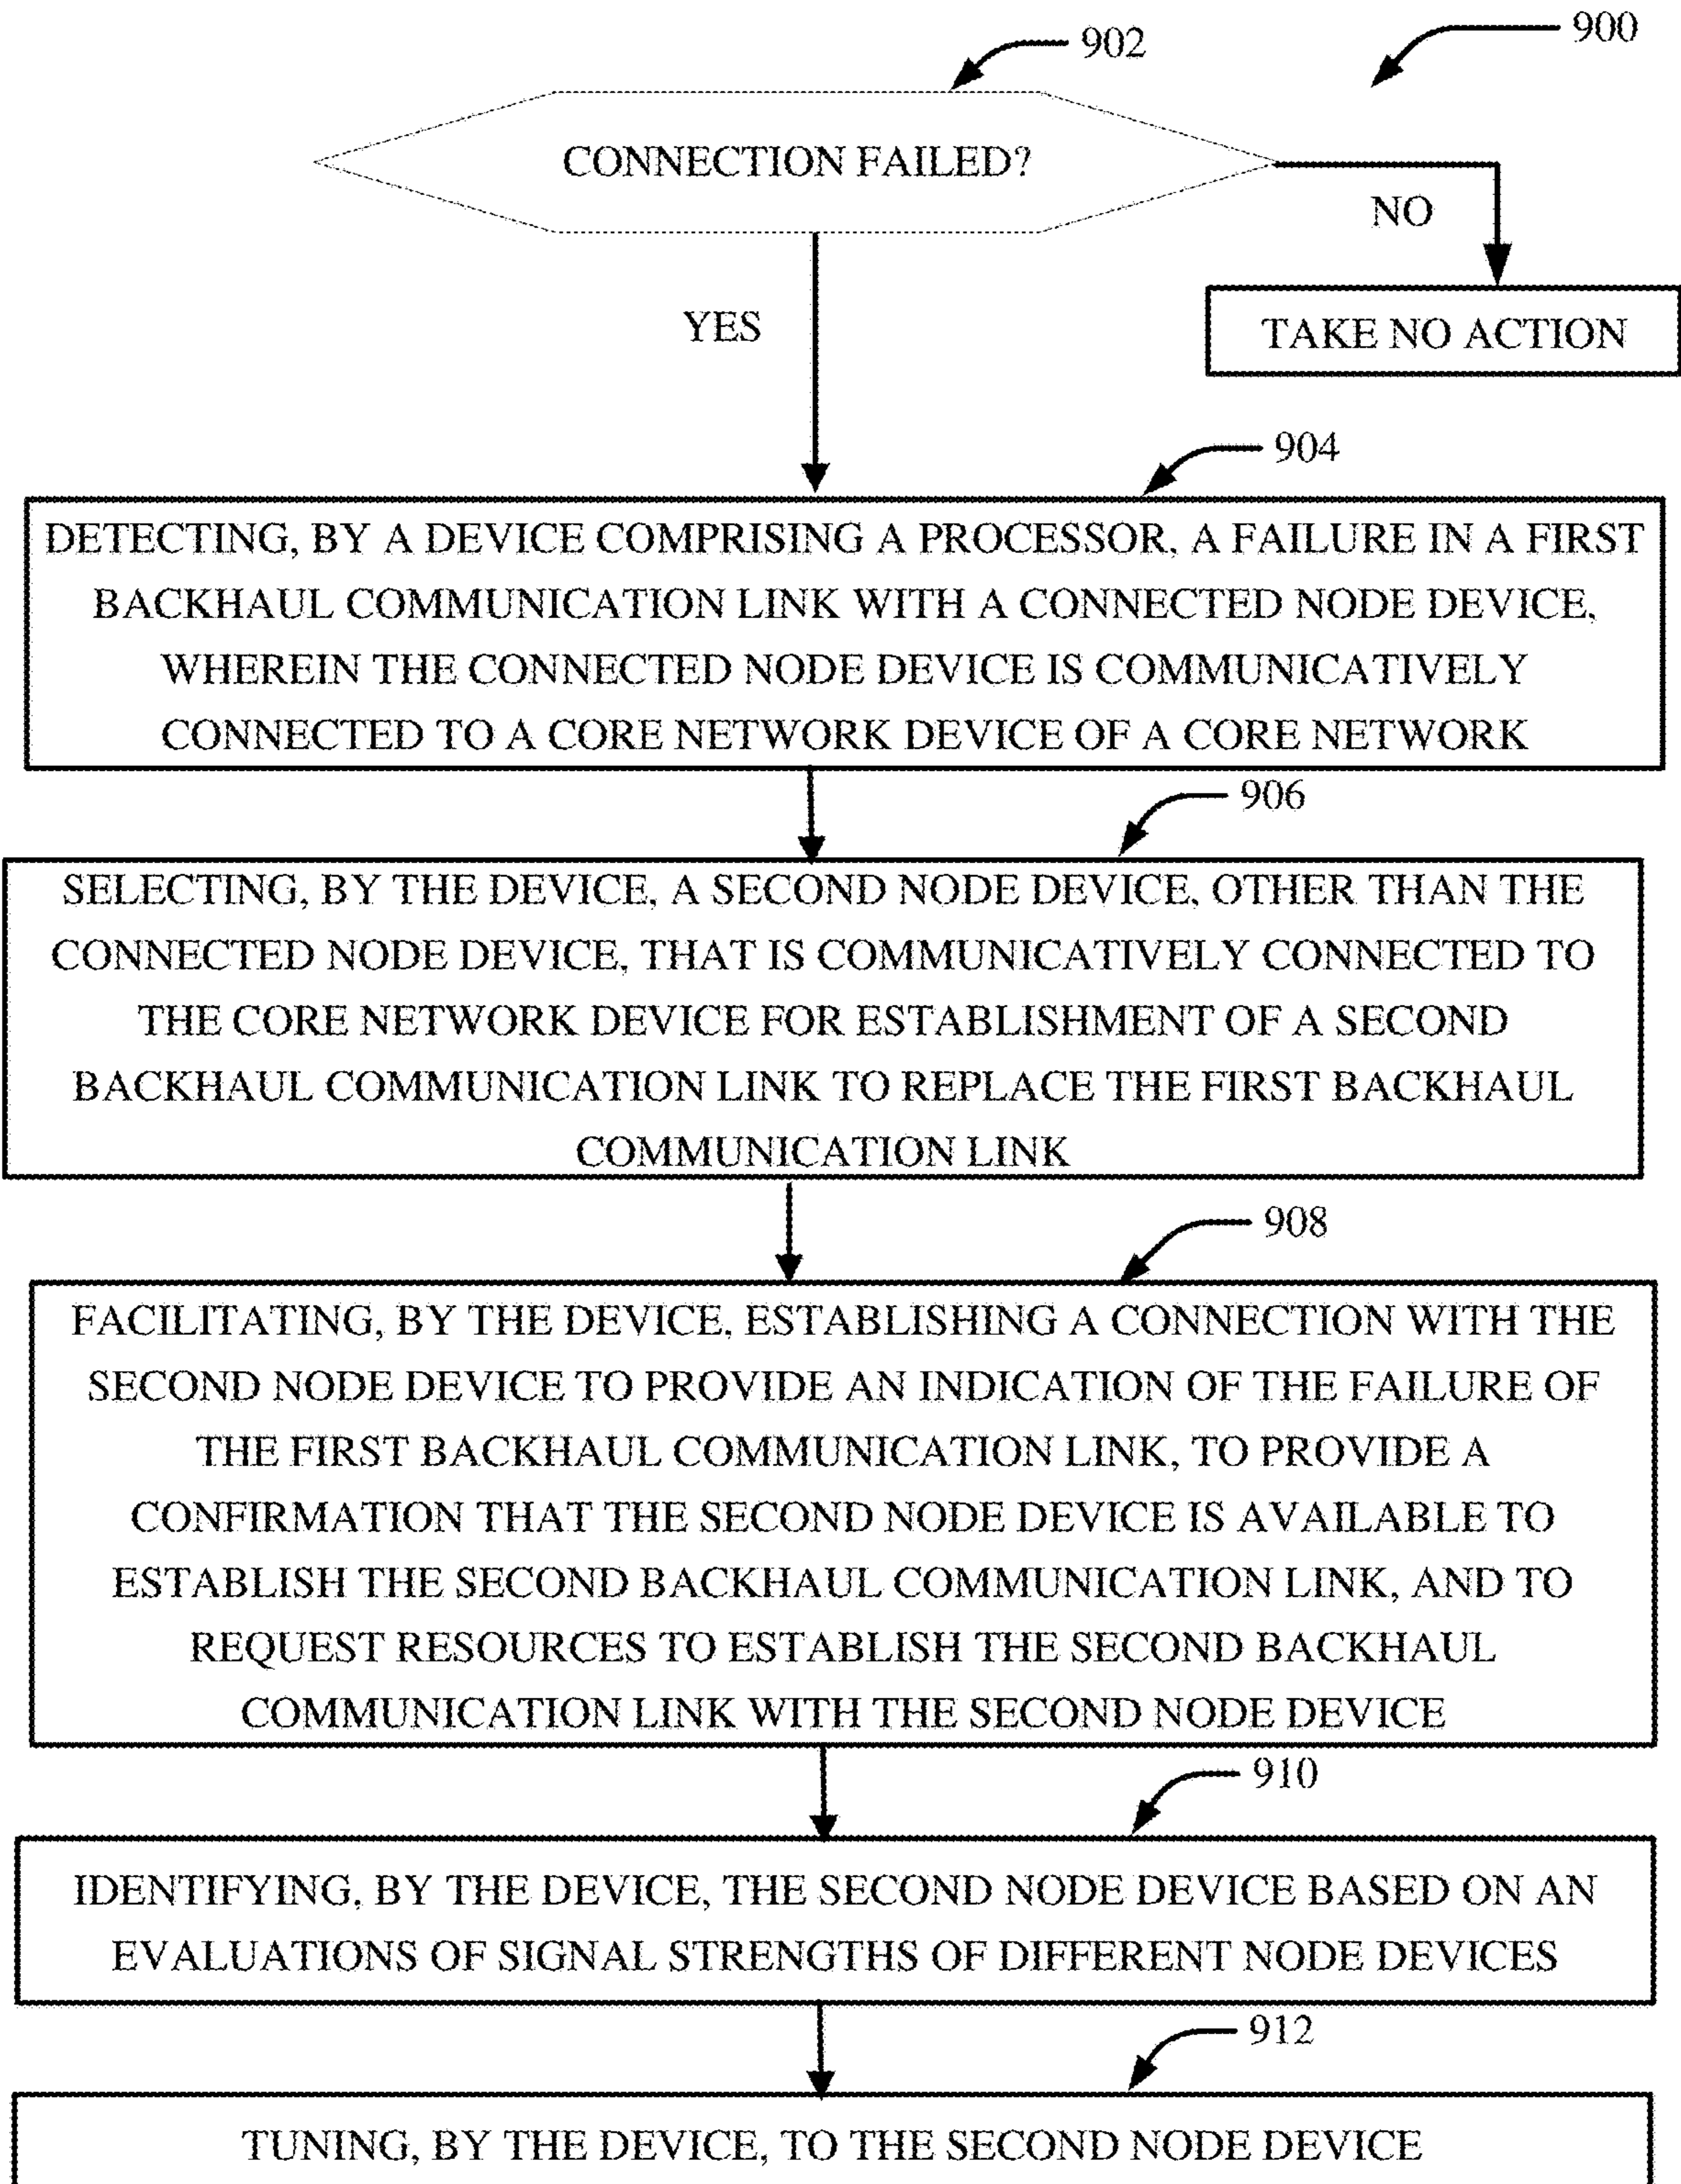 902
900
CONNECTION FAILED?
NO
YES
TAKE NO ACTION
904
DETECTING, BY A DEVICE COMPRISING A PROCESSOR, A FAILURE IN A FIRST
BACKHAUL COMMUNICATION LINK WITH A CONNECTED NODE DEVICE,
WHEREIN THE CONNECTED NODE DEVICE IS COMMUNICATIVELY
CONNECTED TO A CORE NETWORK DEVICE OF A CORE NETWORK
906
SELECTING, BY THE DEVICE, A SECOND NODE DEVICE, OTHER THAN THE
CONNECTED NODE DEVICE, THAT IS COMMUNICATIVELY CONNECTED TO
THE CORE NETWORK DEVICE FOR ESTABLISHMENT OF A SECOND
BACKHAUL COMMUNICATION LINK TO REPLACE THE FIRST BACKHAUL
COMMUNICATION LINK
908
FACILITATING, BY THE DEVICE, ESTABLISHING A CONNECTION WITH THE
SECOND NODE DEVICE TO PROVIDE AN INDICATION OF THE FAILURE OF
THE FIRST BACKHAUL COMMUNICATION LINK, TO PROVIDE A
CONFIRMATION THAT THE SECOND NODE DEVICE IS AVAILABLE TO
ESTABLISH THE SECOND BACKHAUL COMMUNICATION LINK, AND TO
REQUEST RESOURCES TO ESTABLISH THE SECOND BACKHAUL
COMMUNICATION LINK WITH THE SECOND NODE DEVICE
910
IDENTIFYING, BY THE DEVICE, THE SECOND NODE DEVICE BASED ON AN
EVALUATIONS OF SIGNAL STRENGTHS OF DIFFERENT NODE DEVICES
912
TUNING, BY THE DEVICE, TO THE SECOND NODE DEVICE